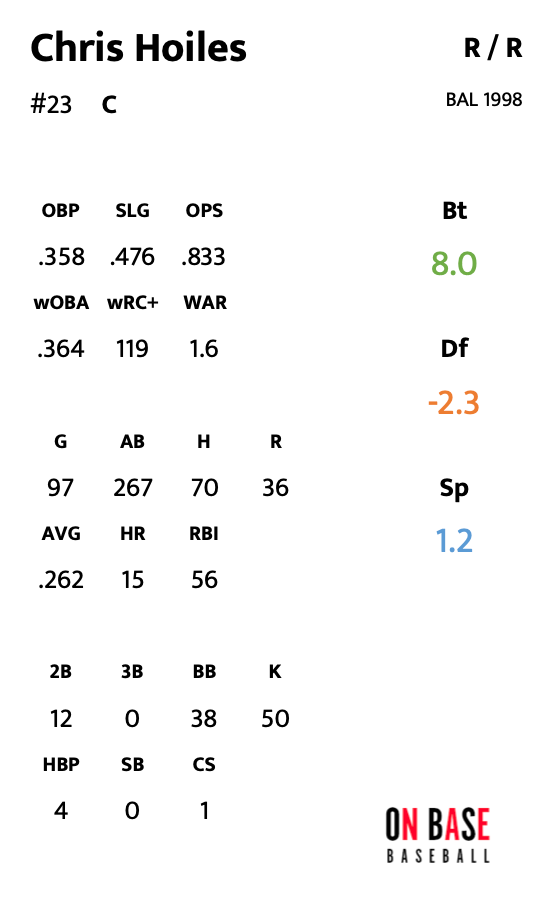 Chris Hoiles
R / R
#23 C
BAL 1998
OBP SLG OPS
.358 .476 .833
wOBA wRC+ WAR
.364 119 1.6
Bt
8.0
Df
-2.3
Sp
1.2
G AB H R
97 267 70 36
AVG HR RBI
.262 15 56
2B 3B BB K
12 0 38 50
HBP SB CS
4 0 1
ON BASE
BASEBALL